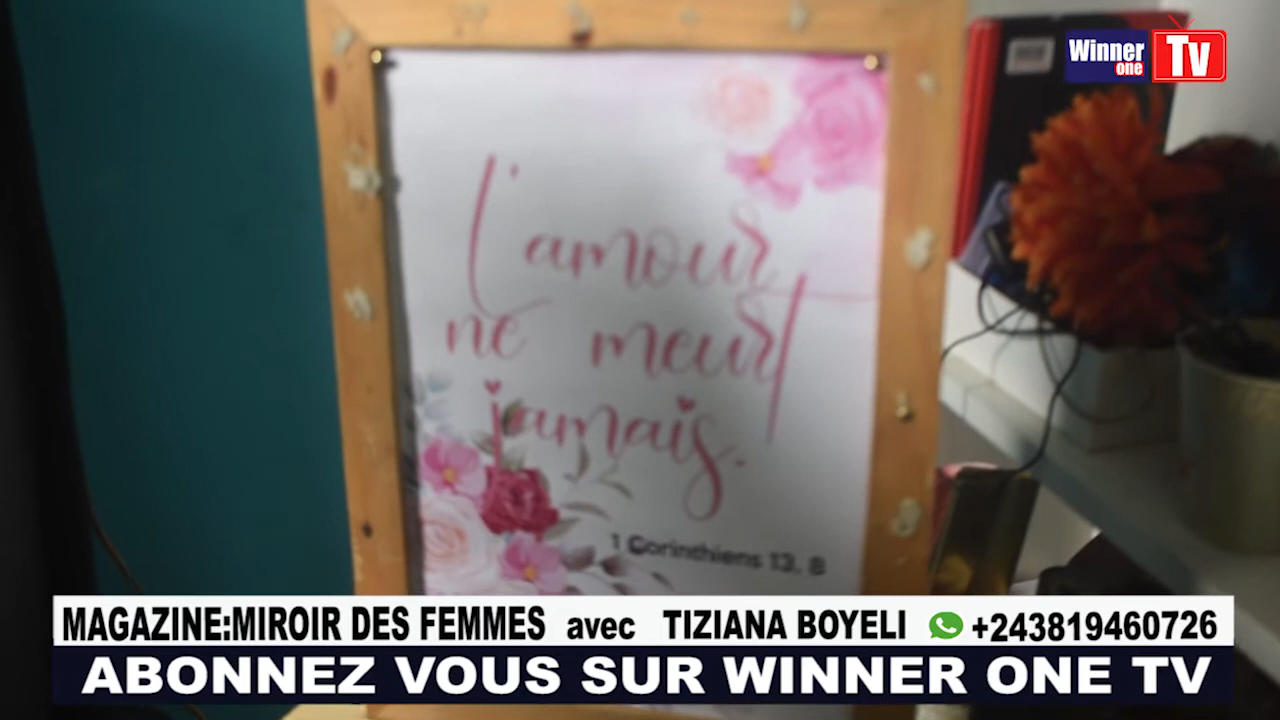 Winner
one
Tv
l'amour
ne meurt
jamais.
1 Corinthiens 13, 8
MAGAZINE:MIROIR DES FEMMES avec TIZIANA BOYELI +243819460726
ABONNEZ VOUS SUR WINNER ONE TV